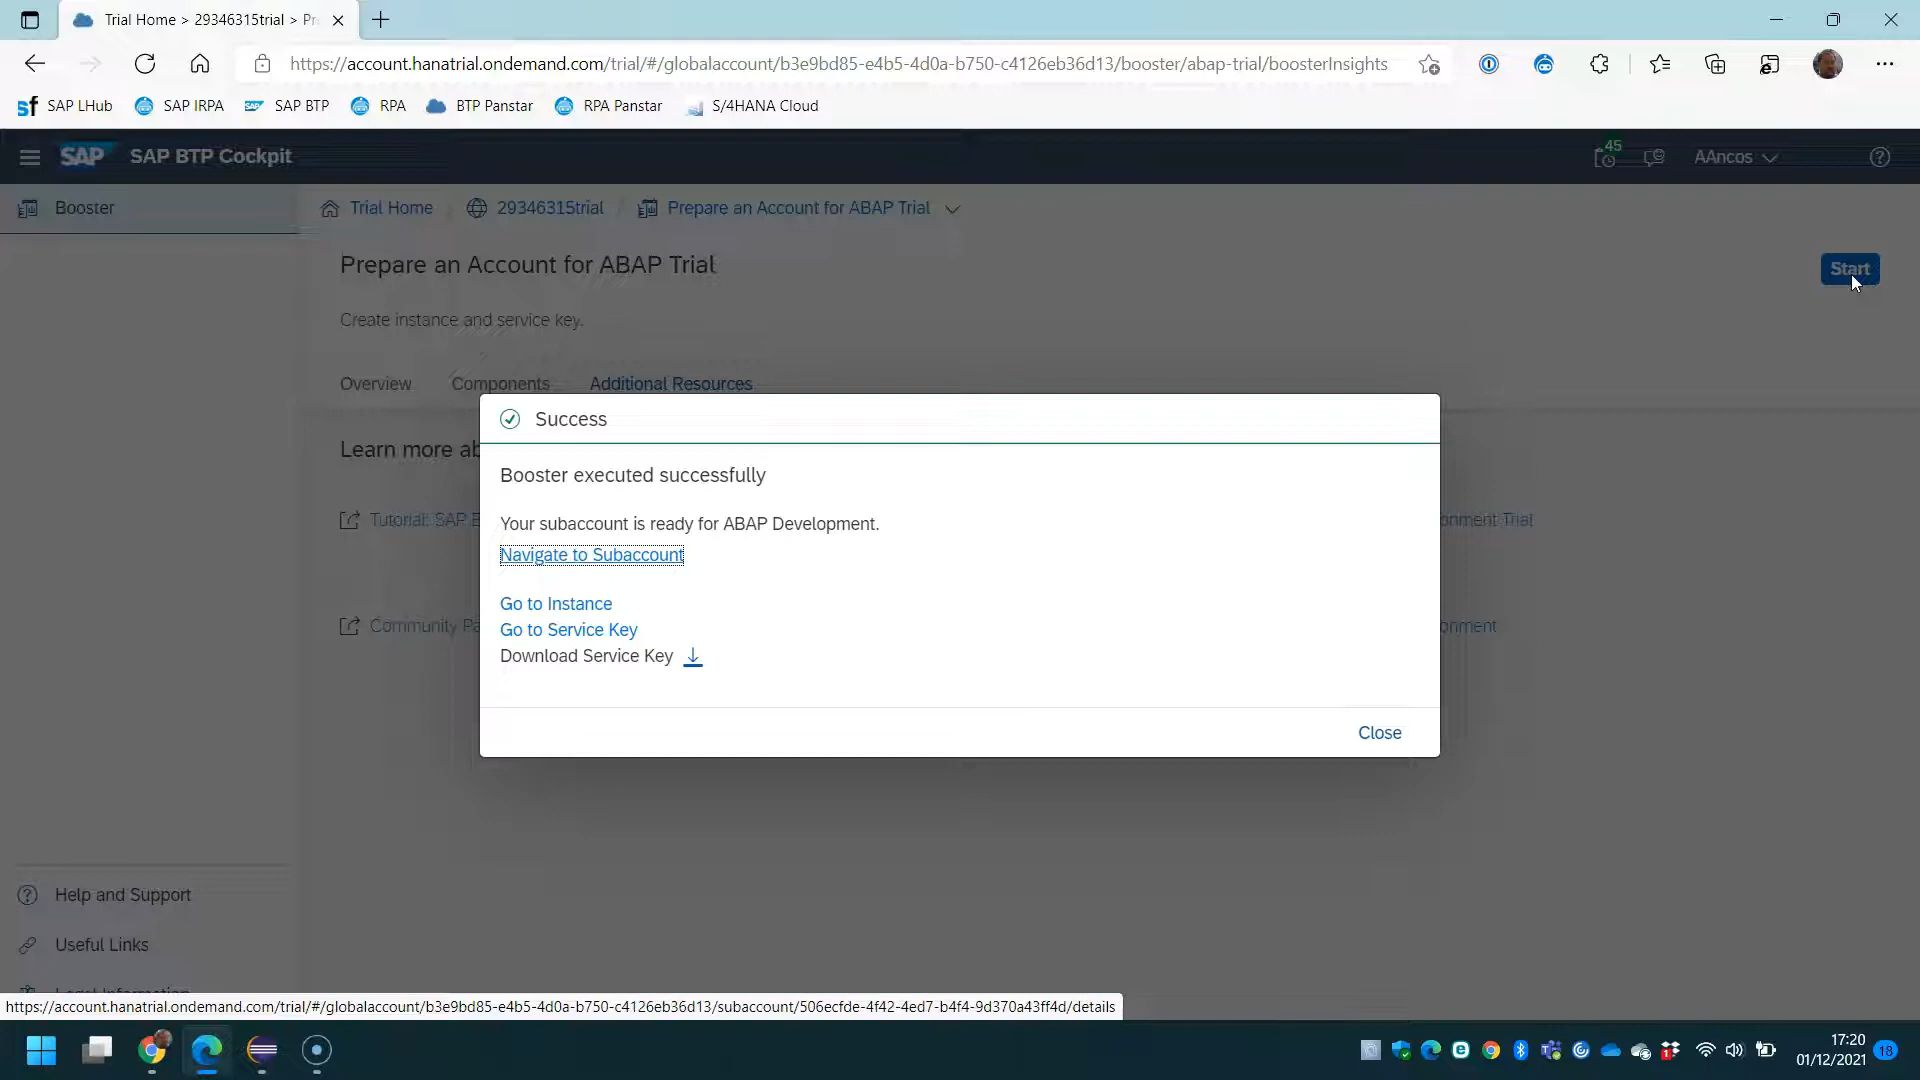 Trial Home > 29346315trial > Pr
https://account.hanatrial.ondemand.com/trial/#/globalaccount/b3e9bd85-e4b5-4d0a-b750-c4126eb36d13/booster/abap-trial/boosterInsights
SAP LHub SAP IRPA SAP BTP RPA BTP Panstar RPA Panstar S/4HANA Cloud
SAP SAP BTP Cockpit 45 AAncos
Booster
Trial Home / 29346315trial / Prepare an Account for ABAP Trial
Prepare an Account for ABAP Trial
Start
Create instance and service key.
Overview Components Additional Resources
Success
Learn more ab
Booster executed successfully
Tutorial: SAP B
onment Trial
Your subaccount is ready for ABAP Development.
Navigate to Subaccount
Go to Instance
Community Pa
onment
Go to Service Key
Download Service Key
Close
Help and Support
Useful Links
Legal Information
https://account.hanatrial.ondemand.com/trial/#/globalaccount/b3e9bd85-e4b5-4d0a-b750-c4126eb36d13/subaccount/506ecfde-4f42-4ed7-b4f4-9d370a43ff4d/details
17:20
01/12/2021
18